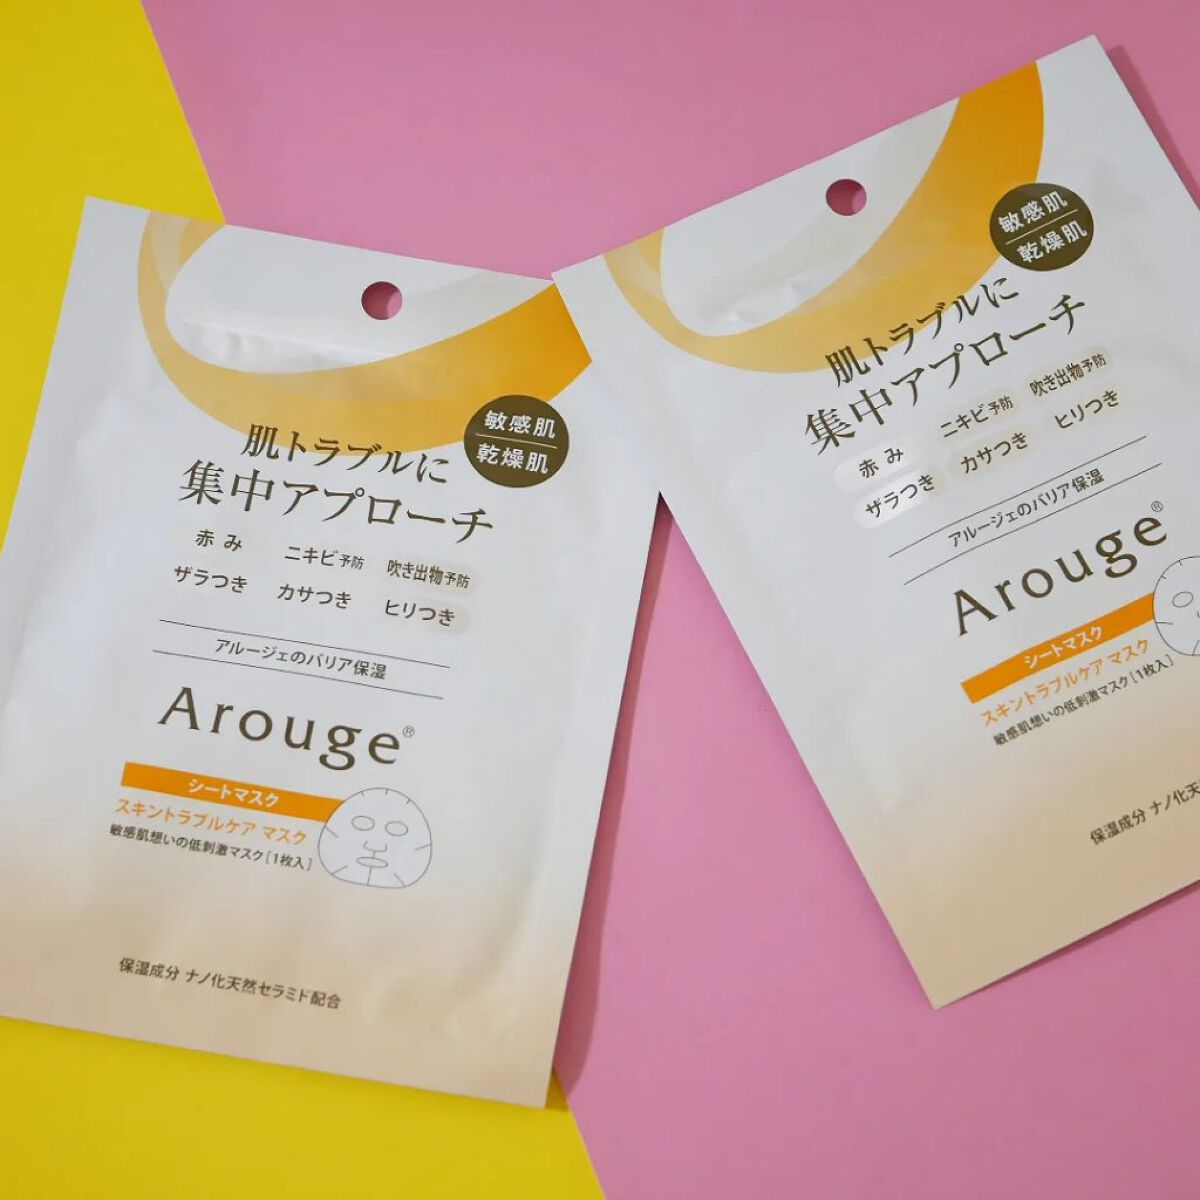 敏感肌
乾燥肌
肌トラブルに
集中アプローチ
赤み ニキビ予防 吹き出物予防
ザラつき カサつき ヒリつき
アルージェのバリア保湿
Arouge®
シートマスク
スキントラブルケア マスク
敏感肌想いの低刺激マスク[1枚入]
保湿成分 ナノ化天然セラミド配合
敏感肌
乾燥肌
肌トラブルに
集中アプローチ
赤み ニキビ予防 吹き出物予防
ザラつき カサつき ヒリつき
アルージェのバリア保湿
Arouge®
シートマスク
スキントラブルケア マスク
敏感肌想いの低刺激マスク[1枚入]
保湿成分 ナノ化天